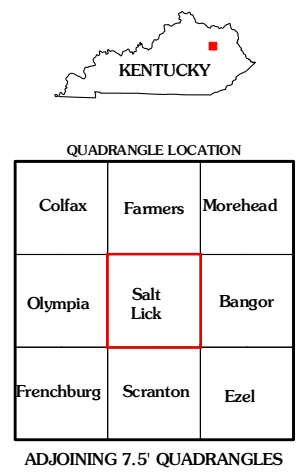 KENTUCKY
QUADRANGLE LOCATION
Colfax
Farmers
Morehead
Olympia
Salt
Lick
Bangor
Frenchburg
Scranton
Ezel
ADJOINING 7.5' QUADRANGLES